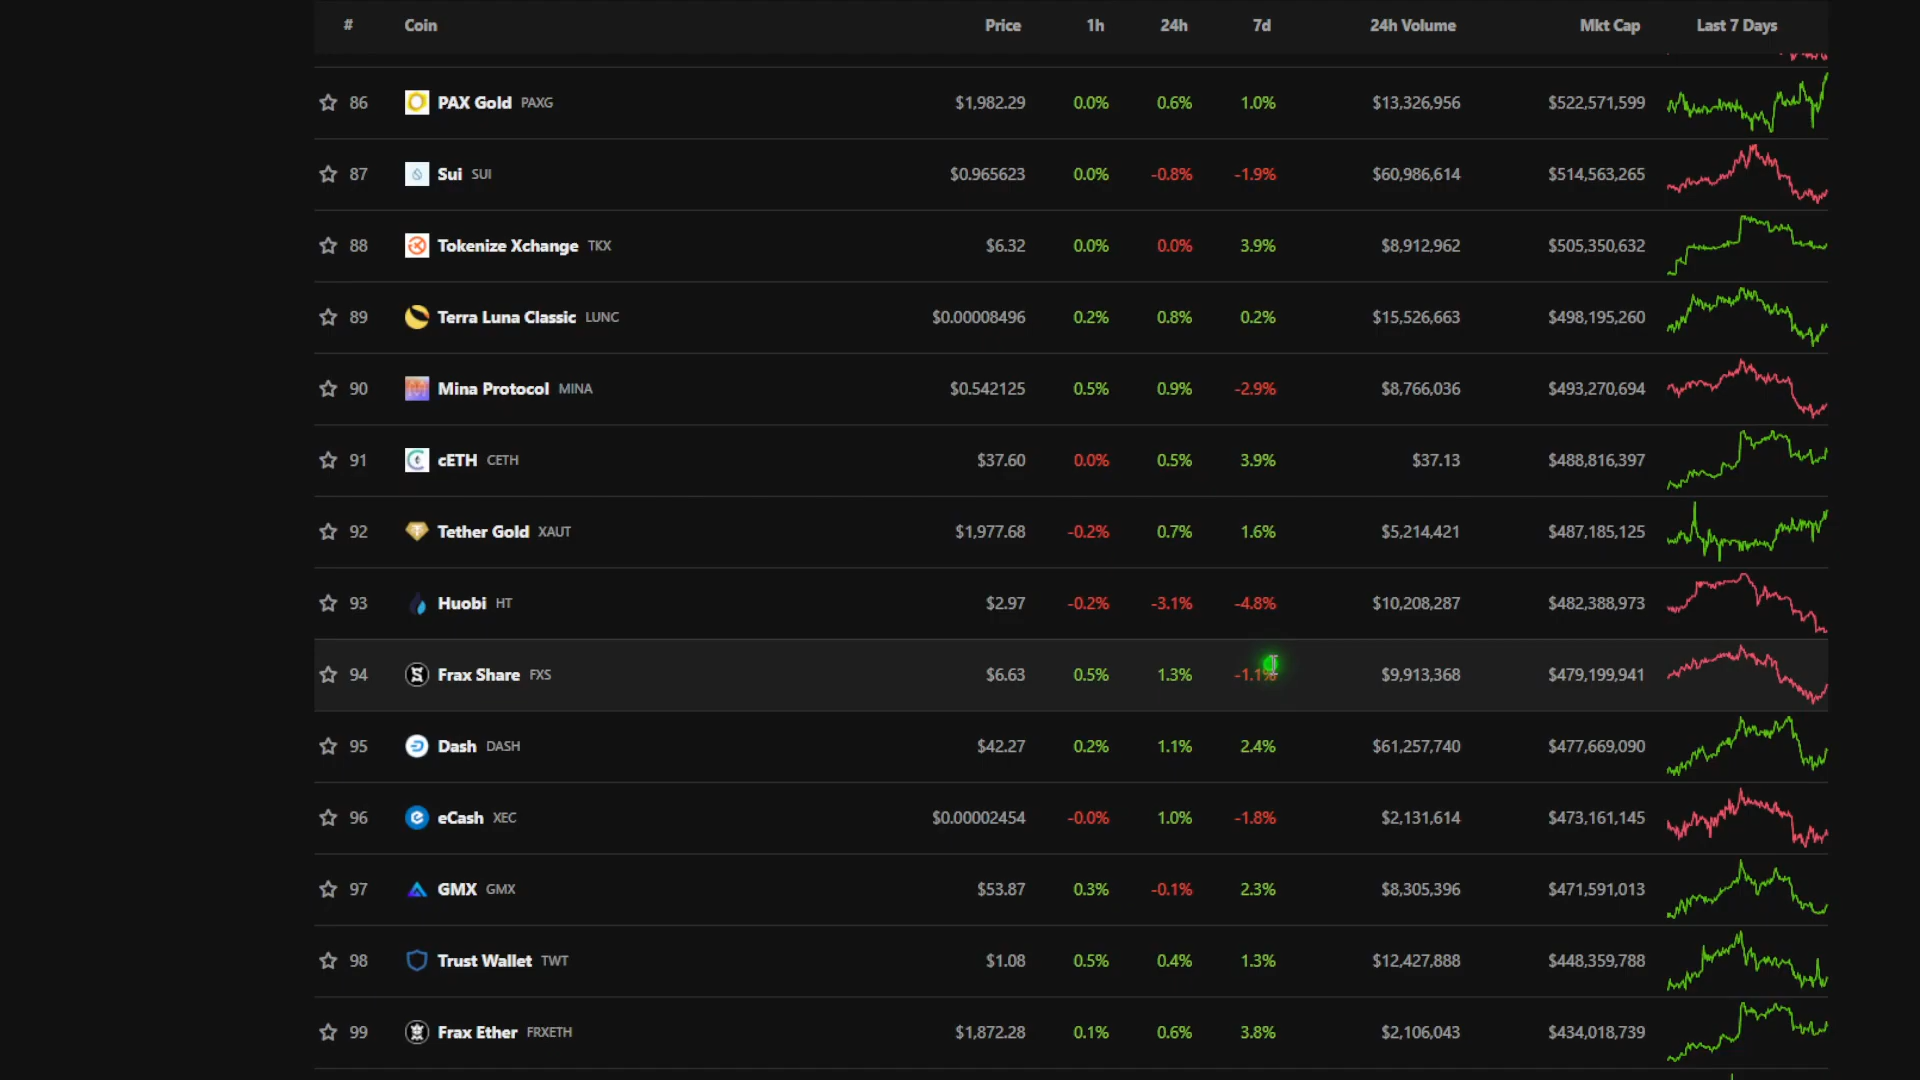 # Coin Price 1h 24h 7d 24h Volume Mkt Cap Last 7 Days
86 PAX Gold PAXG $1,982.29 0.0% 0.6% 1.0% $13,326,956 $522,571,599
87 Sui SUI $0.965623 0.0% -0.8% -1.9% $60,986,614 $514,563,265
88 Tokenize Xchange TKX $6.32 0.0% 0.0% 3.9% $8,912,962 $505,350,632
89 Terra Luna Classic LUNC $0.00008496 0.2% 0.8% 0.2% $15,526,663 $498,195,260
90 Mina Protocol MINA $0.542125 0.5% 0.9% -2.9% $8,766,036 $493,270,694
91 cETH CETH $37.60 0.0% 0.5% 3.9% $37.13 $488,816,397
92 Tether Gold XAUT $1,977.68 -0.2% 0.7% 1.6% $5,214,421 $487,185,125
93 Huobi HT $2.97 -0.2% -3.1% -4.8% $10,208,287 $482,388,973
94 Frax Share FXS $6.63 0.5% 1.3% -1.1% $9,913,368 $479,199,941
95 Dash DASH $42.27 0.2% 1.1% 2.4% $61,257,740 $477,669,090
96 eCash XEC $0.00002454 -0.0% 1.0% -1.8% $2,131,614 $473,161,145
97 GMX GMX $53.87 0.3% -0.1% 2.3% $8,305,396 $471,591,013
98 Trust Wallet TWT $1.08 0.5% 0.4% 1.3% $12,427,888 $448,359,788
99 Frax Ether FRXETH $1,872.28 0.1% 0.6% 3.8% $2,106,043 $434,018,739